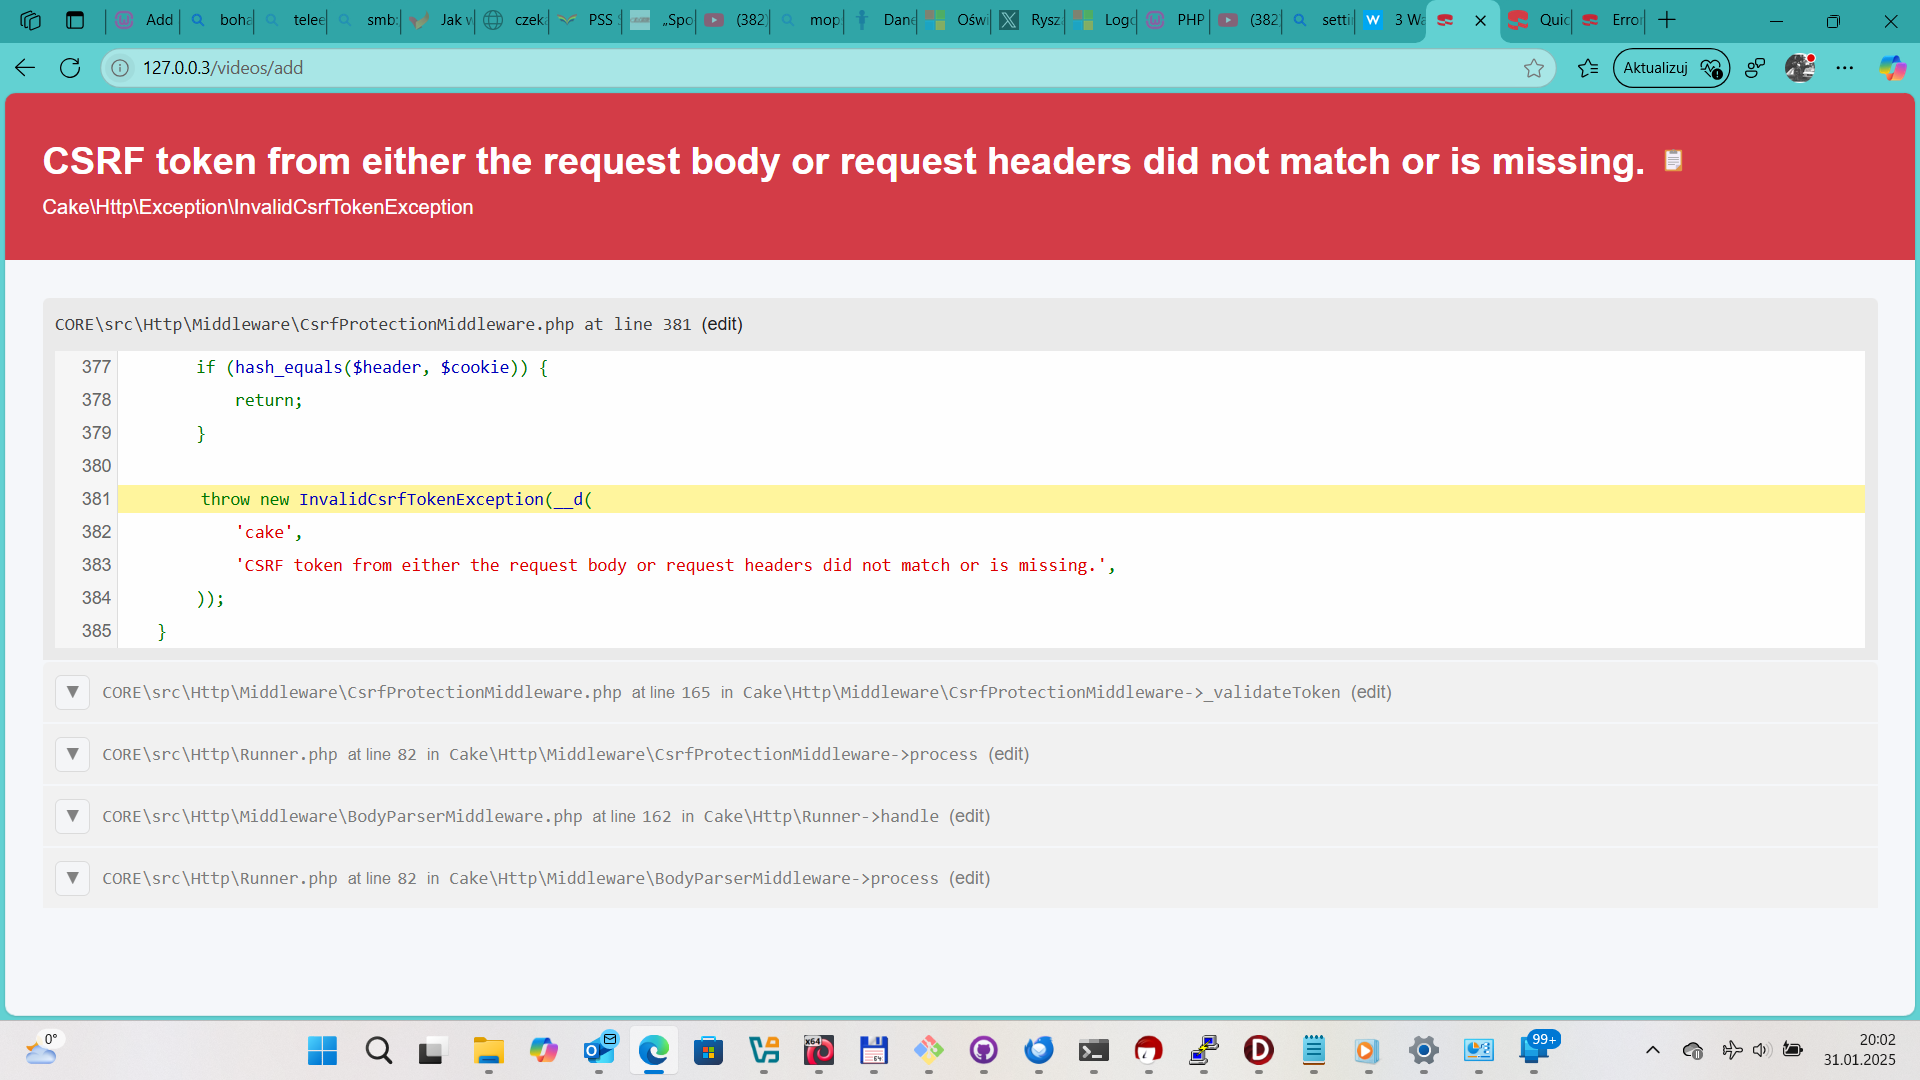 Add
boha
telee
smb:
Jak w
czeka
PSS S
„Spo
(382)
mop
Dane
Oświ
Rysz
Logo
PHP
(382)
settin
3 Wa
Quic
Error
127.0.0.3/videos/add
Aktualizuj
CSRF token from either the request body or request headers did not match or is missing.
Cake\Http\Exception\InvalidCsrfTokenException
CORE\src\Http\Middleware\CsrfProtectionMiddleware.php at line 381 (edit)
377 if (hash_equals($header, $cookie)) {
378 return;
379 }
380
381 throw new InvalidCsrfTokenException(__d(
382 'cake',
383 'CSRF token from either the request body or request headers did not match or is missing.',
384 ));
385 }
▼ CORE\src\Http\Middleware\CsrfProtectionMiddleware.php at line 165 in Cake\Http\Middleware\CsrfProtectionMiddleware->_validateToken (edit)
▼ CORE\src\Http\Runner.php at line 82 in Cake\Http\Middleware\CsrfProtectionMiddleware->process (edit)
▼ CORE\src\Http\Middleware\BodyParserMiddleware.php at line 162 in Cake\Http\Runner->handle (edit)
▼ CORE\src\Http\Runner.php at line 82 in Cake\Http\Middleware\BodyParserMiddleware->process (edit)
0°
x64
64
99+
20:02
31.01.2025